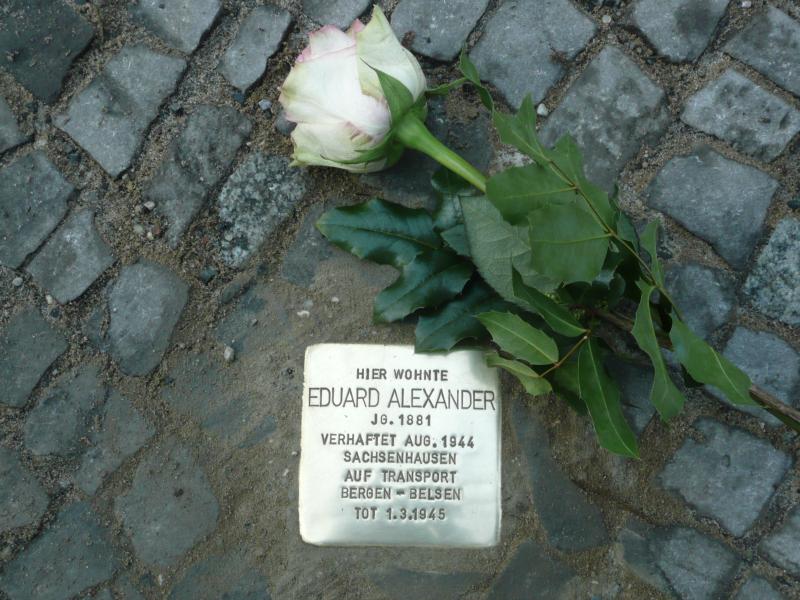 HIER WOHNTE
EDUARD ALEXANDER
JG. 1881
VERHAFTET AUG. 1944
SACHSENHAUSEN
AUF TRANSPORT
BERGEN-BELSEN
TOT 1.3.1945